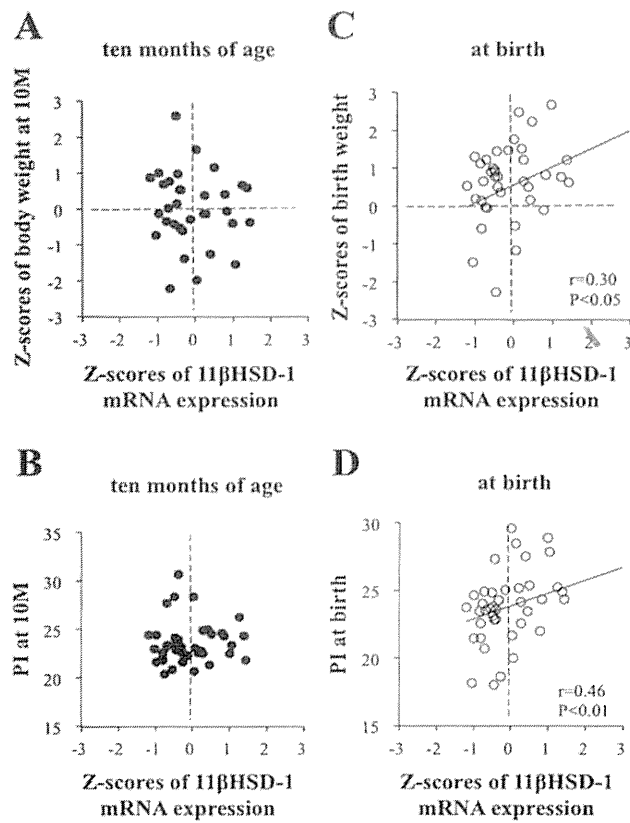 A
ten months of age
Z-scores of body weight at 10M
3
2
1
0
-1
-2
-3
-3 -2 -1 0 1 2 3
Z-scores of 11βHSD-1
mRNA expression
C
at birth
Z-scores of birth weight
3
2
1
0
-1
2
3
r=0.30
P<0.05
-3 -2 -1 0 1 2 3
Z-scores of 11βHSD-1
mRNA expression
B
ten months of age
PI at 10M
35
30
25
20
15
-3 -2 -1 0 1 2 3
Z-scores of 11βHSD-1
mRNA expression
D
at birth
PI at birth
30
25
20
15
r=0.46
P<0.01
-3 -2 -1 0 1 2 3
Z-scores of 11βHSD-1
mRNA expression